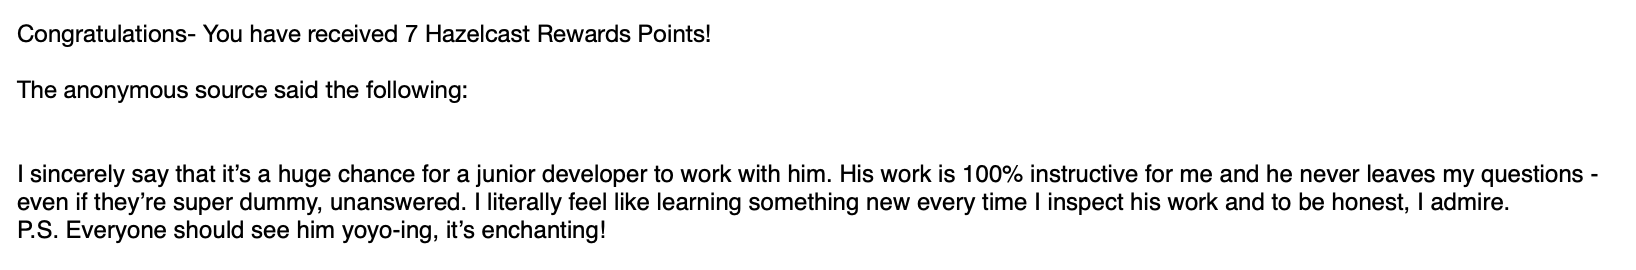 Congratulations- You have received 7 Hazelcast Rewards Points!
The anonymous source said the following:
I sincerely say that it’s a huge chance for a junior developer to work with him. His work is 100% instructive for me and he never leaves my questions -
even if they’re super dummy, unanswered. I literally feel like learning something new every time I inspect his work and to be honest, I admire.
P.S. Everyone should see him yoyo-ing, it’s enchanting!